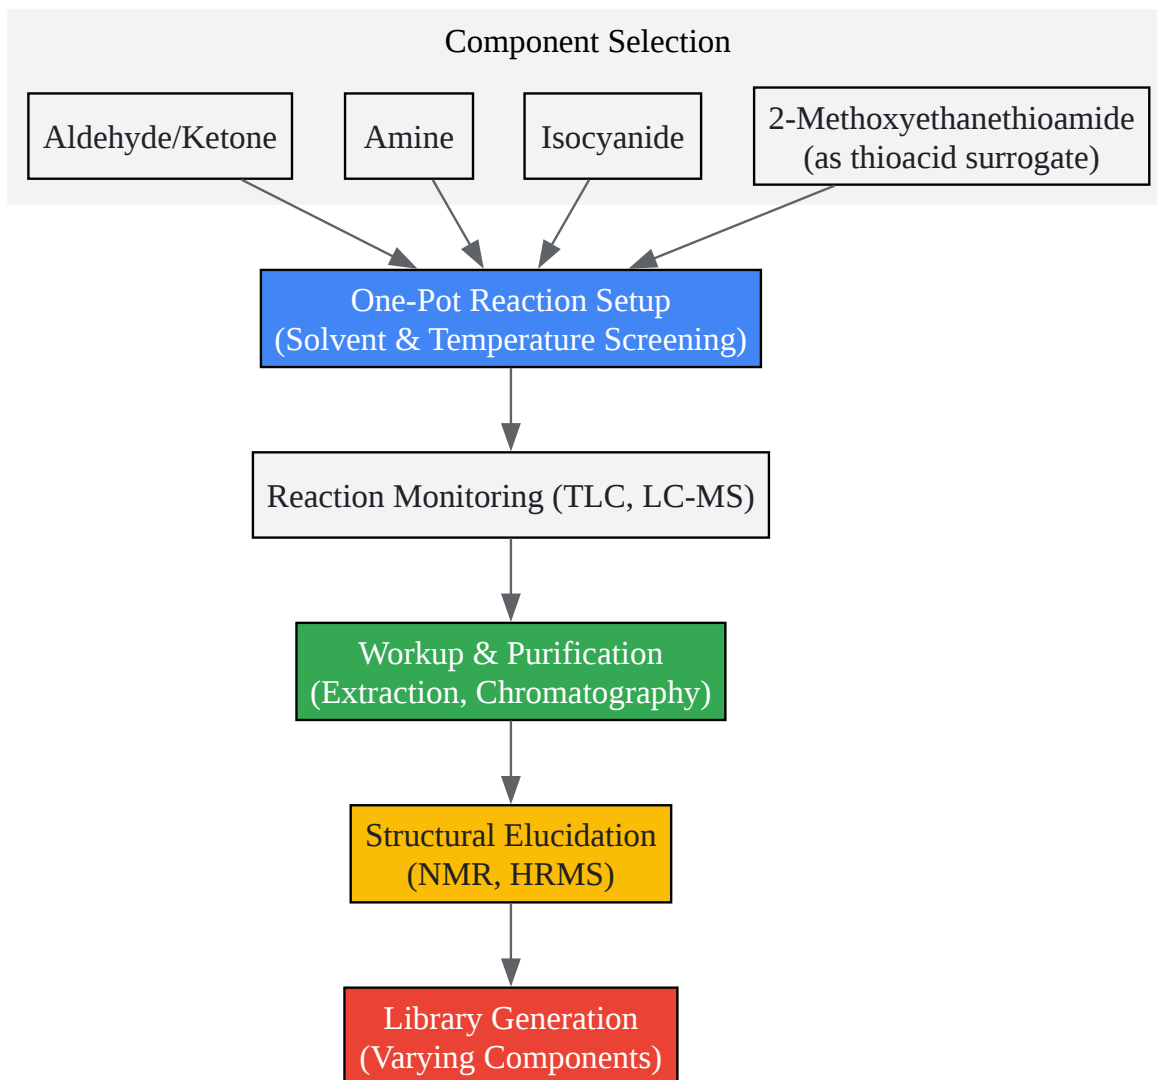 Component Selection
Aldehyde/Ketone
Amine
Isocyanide
2-Methoxyethanethioamide
(as thioacid surrogate)
One-Pot Reaction Setup
(Solvent & Temperature Screening)
Reaction Monitoring (TLC, LC-MS)
Workup & Purification
(Extraction, Chromatography)
Structural Elucidation
(NMR, HRMS)
Library Generation
(Varying Components)